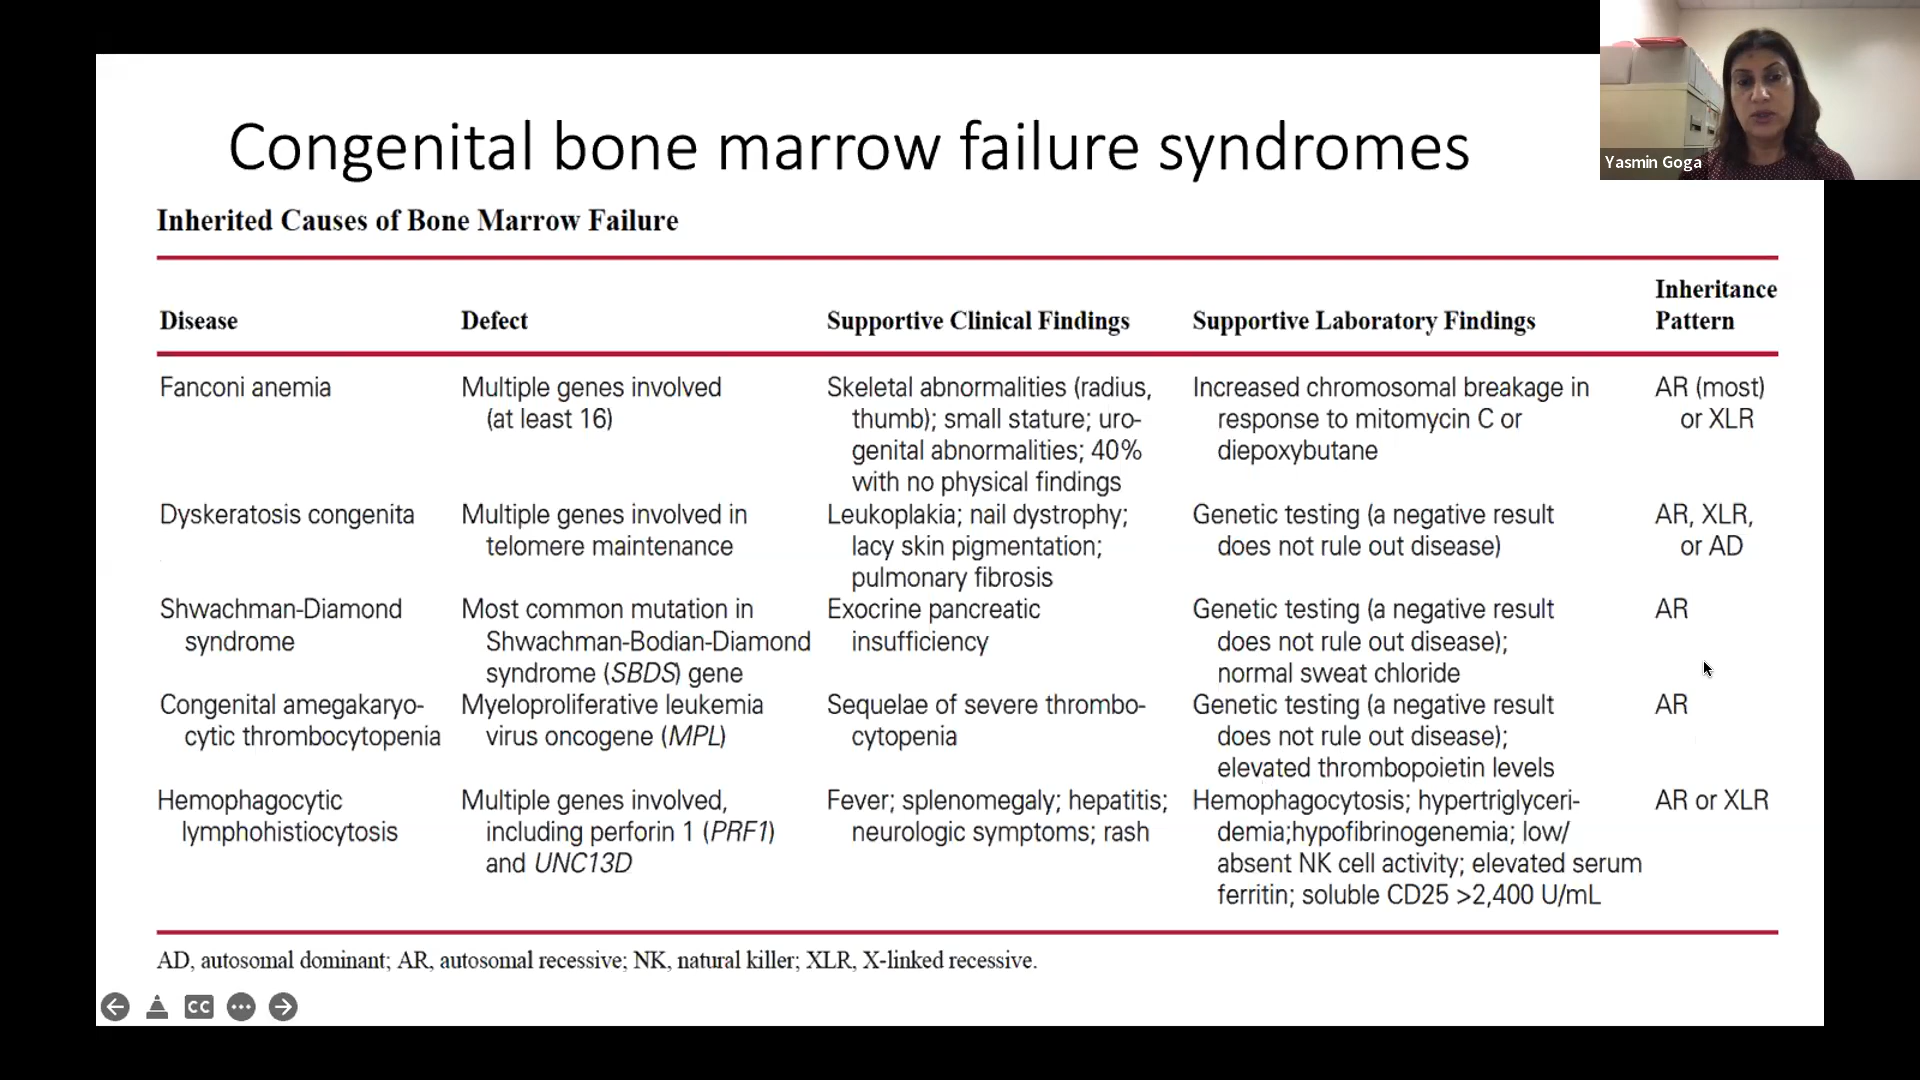 Yasmin Goga
Congenital bone marrow failure syndromes
Inherited Causes of Bone Marrow Failure
Disease Defect Supportive Clinical Findings Supportive Laboratory Findings Inheritance
Pattern
Fanconi anemia Multiple genes involved Skeletal abnormalities (radius, Increased chromosomal breakage in AR (most)
(at least 16) thumb); small stature; uro- response to mitomycin C or or XLR
genital abnormalities; 40% diepoxybutane
with no physical findings
Dyskeratosis congenita Multiple genes involved in Leukoplakia; nail dystrophy; Genetic testing (a negative result AR, XLR,
telomere maintenance lacy skin pigmentation; does not rule out disease) or AD
pulmonary fibrosis
Shwachman-Diamond Most common mutation in Exocrine pancreatic Genetic testing (a negative result AR
syndrome Shwachman-Bodian-Diamond insufficiency does not rule out disease);
syndrome (SBDS) gene normal sweat chloride
Congenital amegakaryo- Myeloproliferative leukemia Sequelae of severe thrombo- Genetic testing (a negative result AR
cytic thrombocytopenia virus oncogene (MPL) cytopenia does not rule out disease);
elevated thrombopoietin levels
Hemophagocytic Multiple genes involved, Fever; splenomegaly; hepatitis; Hemophagocytosis; hypertriglyceri- AR or XLR
lymphohistiocytosis including perforin 1 (PRF1) neurologic symptoms; rash demia;hypofibrinogenemia; low/
and UNC13D absent NK cell activity; elevated serum
ferritin; soluble CD25 >2,400 U/mL
AD, autosomal dominant; AR, autosomal recessive; NK, natural killer; XLR, X-linked recessive.
CC